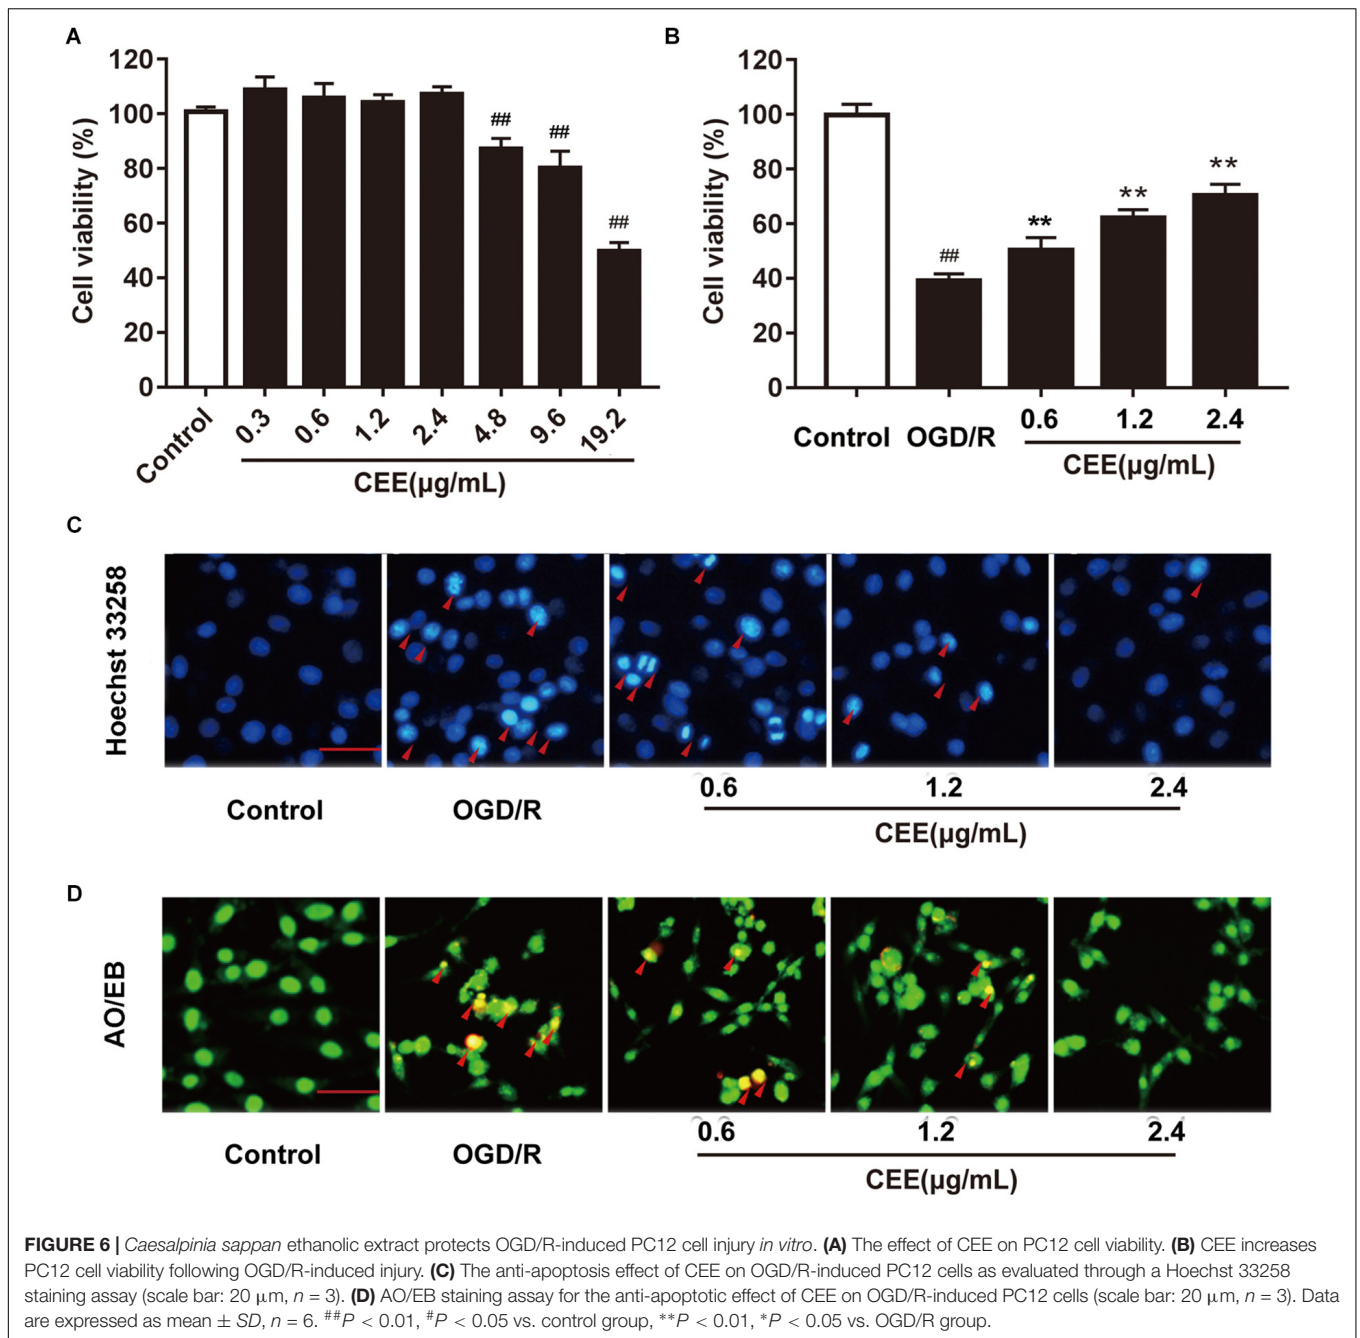 A
120
100
80
60
40
20
0
Cell viability (%)
##
##
##
Control
0.3
0.6
1.2
2.4
4.8
9.6
19.2
CEE(µg/mL)
B
120
100
80
60
40
20
0
Cell viability (%)
##
**
**
**
Control
OGD/R
0.6
1.2
2.4
CEE(µg/mL)
C
Hoechst 33258
Control
OGD/R
0.6
1.2
2.4
CEE(µg/mL)
D
AO/EB
Control
OGD/R
0.6
1.2
2.4
CEE(µg/mL)
FIGURE 6 | Caesalpinia sappan ethanolic extract protects OGD/R-induced PC12 cell injury in vitro. (A) The effect of CEE on PC12 cell viability. (B) CEE increases
PC12 cell viability following OGD/R-induced injury. (C) The anti-apoptosis effect of CEE on OGD/R-induced PC12 cells as evaluated through a Hoechst 33258
staining assay (scale bar: 20 µm, n = 3). (D) AO/EB staining assay for the anti-apoptotic effect of CEE on OGD/R-induced PC12 cells (scale bar: 20 µm, n = 3). Data
are expressed as mean ± SD, n = 6. ##P < 0.01, #P < 0.05 vs. control group, **P < 0.01, *P < 0.05 vs. OGD/R group.